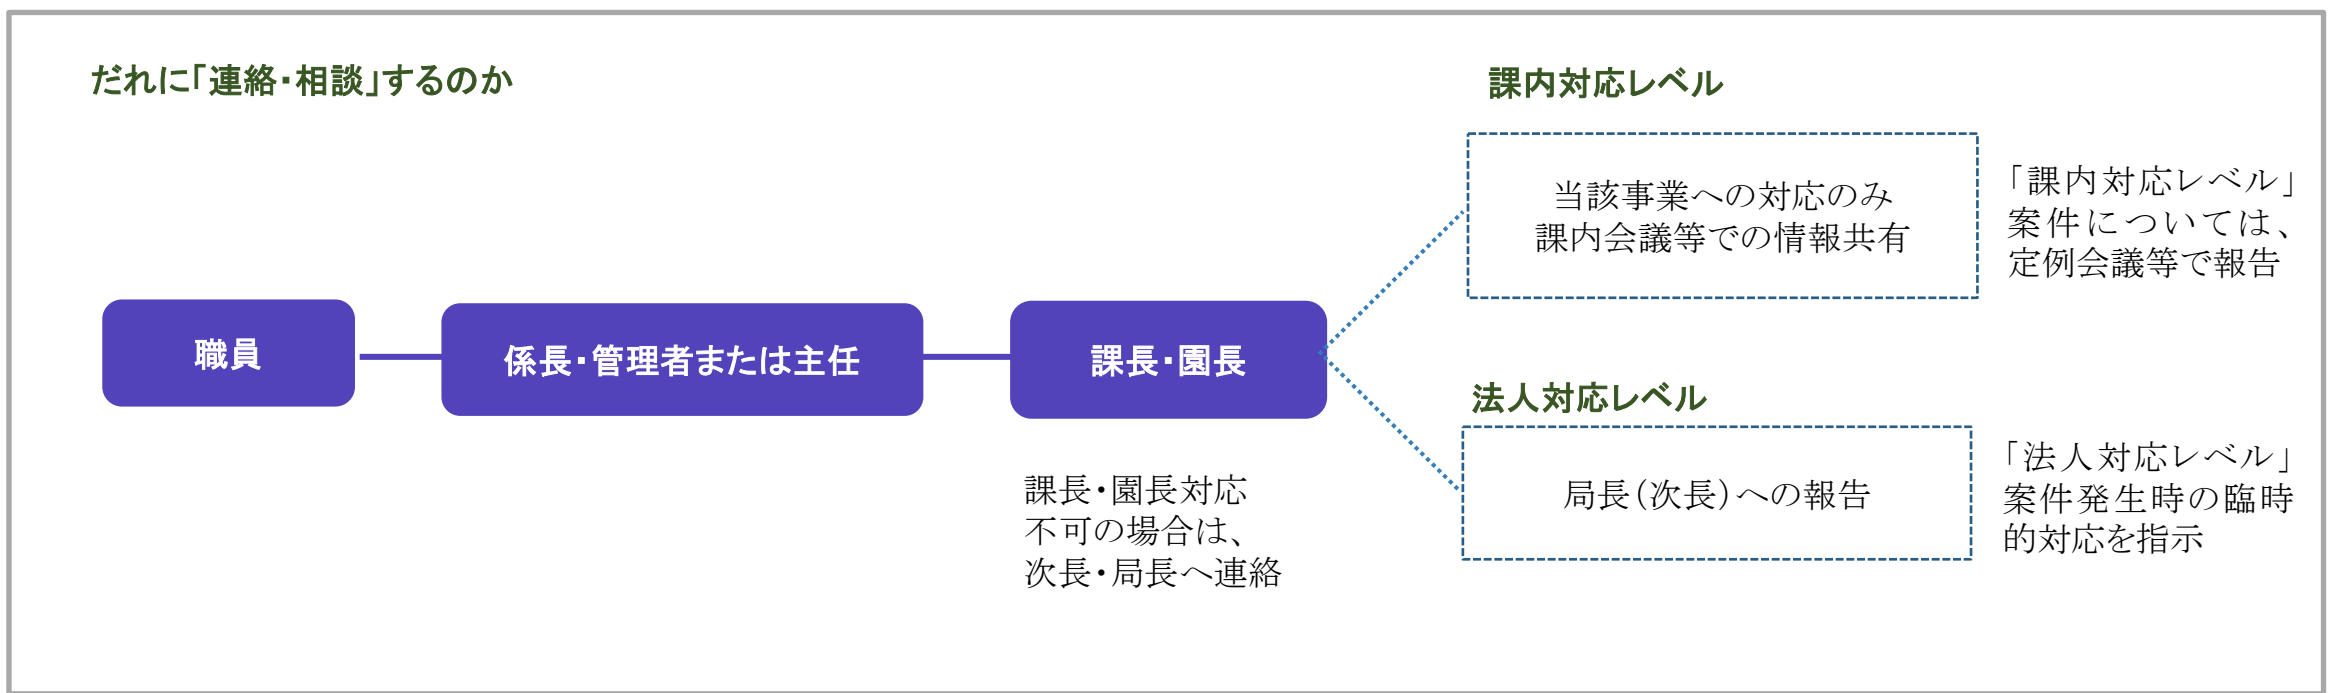 だれに「連絡・相談」するのか
職員
係長・管理者または主任
課長・園長
課長・園長対応
不可の場合は、
次長・局長へ連絡
課内対応レベル
当該事業への対応のみ
課内会議等での情報共有
「課内対応レベル」
案件については、
定例会議等で報告
法人対応レベル
局長(次長)への報告
「法人対応レベル」
案件発生時の臨時
的対応を指示